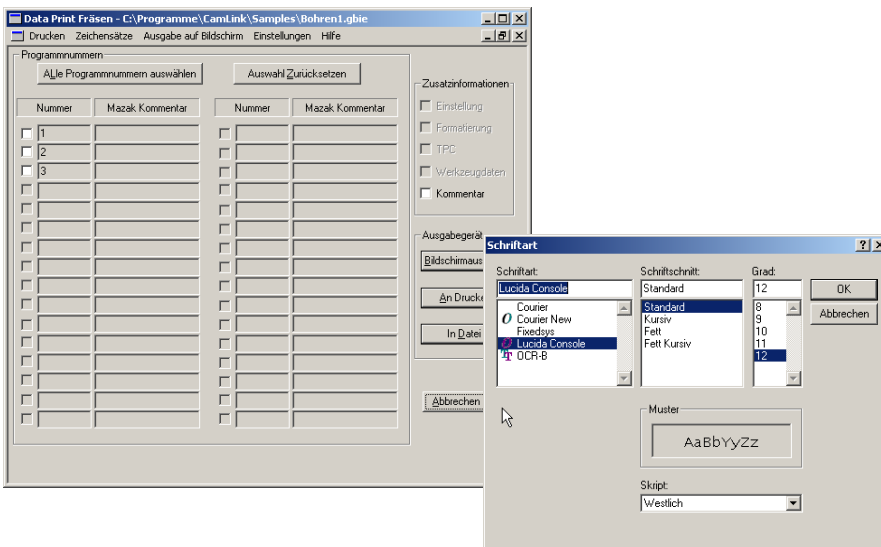 Data Print Fräsen - C:\Programme\CamLink\Samples\Bohren1.gbie
Drucken Zeichensätze Ausgabe auf Bildschirm Einstellungen Hilfe
Programmnummern
ALle Programmnummern auswählen
Auswahl Zurücksetzen
Nummer Mazak Kommentar Nummer Mazak Kommentar
1
2
3
Zusatzinformationen
Einstellung
Formatierung
TPC
Werkzeugdaten
Kommentar
Ausgabegerät
Bildschirmaus
An Drucke
In Datei
Abbrechen
Schriftart
Schriftart: Schriftschnitt: Grad:
Lucida Console Standard 12
Courier
Courier New
Fixedsys
Lucida Console
OCR-B
Standard
Kursiv
Fett
Fett Kursiv
8
9
10
11
12
OK
Abbrechen
Muster
AaBbYyZz
Skript:
Westlich